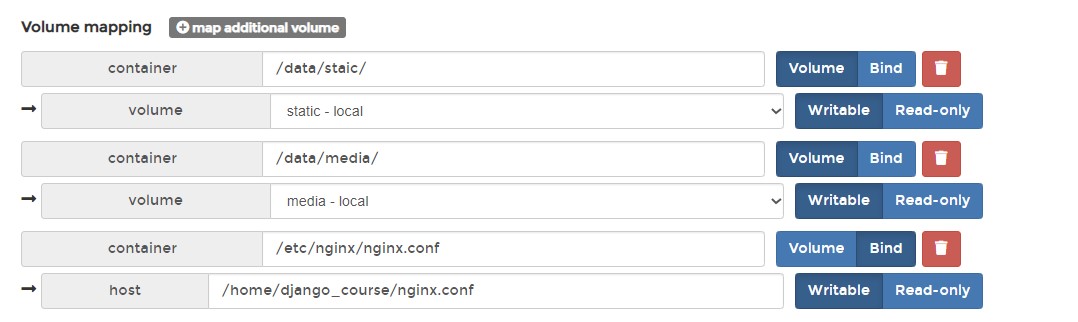 Volume mapping map additional volume
container /data/staic/ Volume Bind
volume static - local Writable Read-only
container /data/media/ Volume Bind
volume media - local Writable Read-only
container /etc/nginx/nginx.conf Volume Bind
host /home/django_course/nginx.conf Writable Read-only